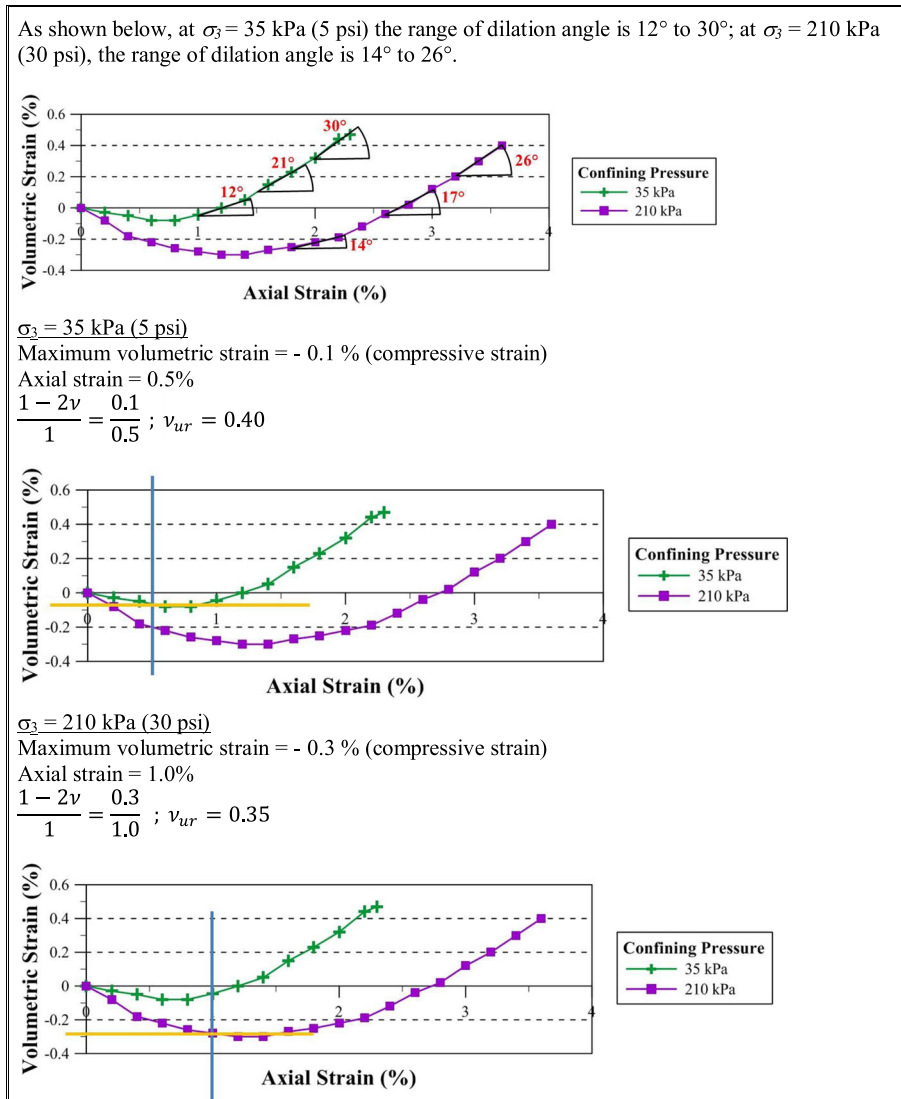 As shown below, at σ3 = 35 kPa (5 psi) the range of dilation angle is 12° to 30°; at σ3 = 210 kPa
(30 psi), the range of dilation angle is 14° to 26°.
Volumetric Strain (%)
0.6
0.4
0.2
0
-0.2
-0.4
0
1
2
3
4
12°
21°
30°
14°
17°
26°
Axial Strain (%)
Confining Pressure
35 kPa
210 kPa
σ3 = 35 kPa (5 psi)
Maximum volumetric strain = - 0.1 % (compressive strain)
Axial strain = 0.5%
(1 − 2ν)/1 = 0.1/0.5 ; νur = 0.40
Volumetric Strain (%)
0.6
0.4
0.2
0
-0.2
-0.4
0
1
2
3
4
Axial Strain (%)
Confining Pressure
35 kPa
210 kPa
σ3 = 210 kPa (30 psi)
Maximum volumetric strain = - 0.3 % (compressive strain)
Axial strain = 1.0%
(1 − 2ν)/1 = 0.3/1.0 ; νur = 0.35
Volumetric Strain (%)
0.6
0.4
0.2
0
-0.2
-0.4
0
1
2
3
4
Axial Strain (%)
Confining Pressure
35 kPa
210 kPa